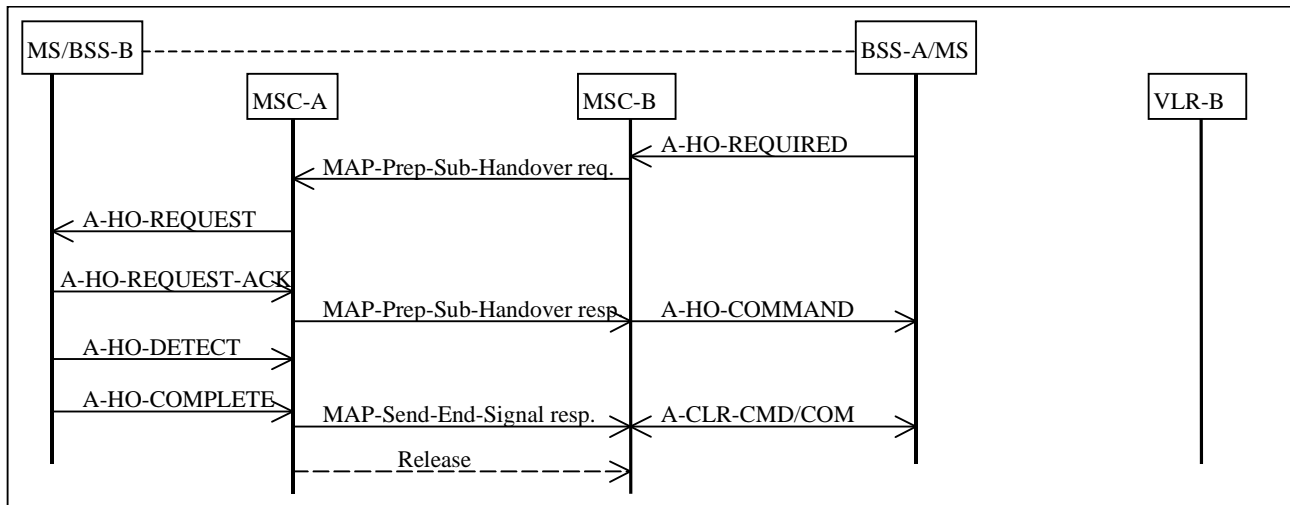 MS/BSS-B
BSS-A/MS
MSC-A
MSC-B
VLR-B
A-HO-REQUIRED
MAP-Prep-Sub-Handover req.
A-HO-REQUEST
A-HO-REQUEST-ACK
MAP-Prep-Sub-Handover resp.
A-HO-COMMAND
A-HO-DETECT
A-HO-COMPLETE
MAP-Send-End-Signal resp.
A-CLR-CMD/COM
Release